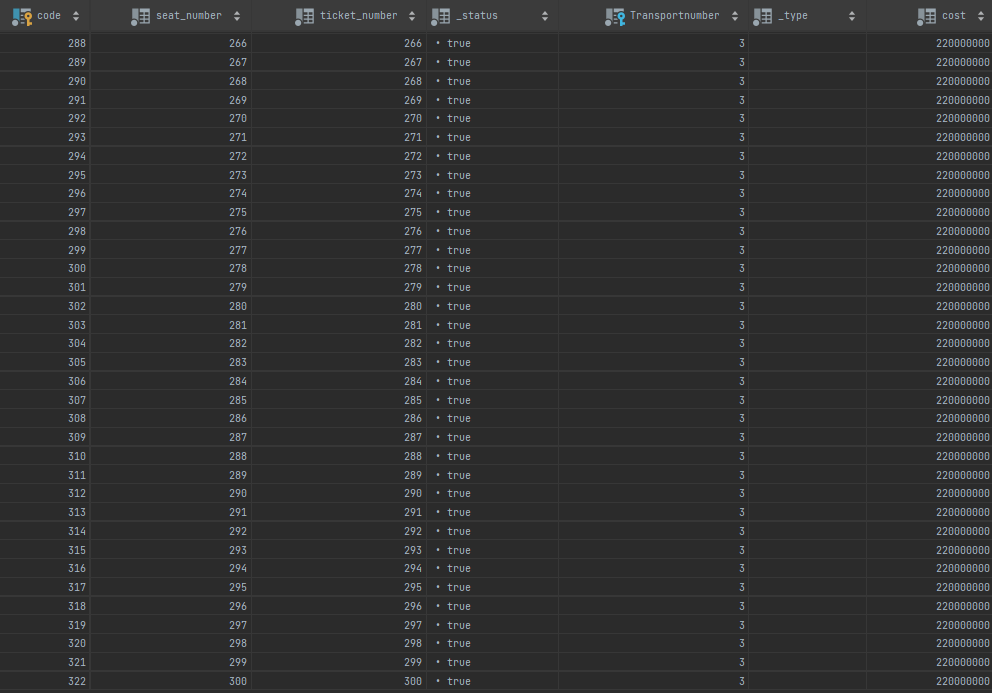 code seat_number ticket_number _status Transportnumber _type cost
288 266 266 • true 3 220000000
289 267 267 • true 3 220000000
290 268 268 • true 3 220000000
291 269 269 • true 3 220000000
292 270 270 • true 3 220000000
293 271 271 • true 3 220000000
294 272 272 • true 3 220000000
295 273 273 • true 3 220000000
296 274 274 • true 3 220000000
297 275 275 • true 3 220000000
298 276 276 • true 3 220000000
299 277 277 • true 3 220000000
300 278 278 • true 3 220000000
301 279 279 • true 3 220000000
302 280 280 • true 3 220000000
303 281 281 • true 3 220000000
304 282 282 • true 3 220000000
305 283 283 • true 3 220000000
306 284 284 • true 3 220000000
307 285 285 • true 3 220000000
308 286 286 • true 3 220000000
309 287 287 • true 3 220000000
310 288 288 • true 3 220000000
311 289 289 • true 3 220000000
312 290 290 • true 3 220000000
313 291 291 • true 3 220000000
314 292 292 • true 3 220000000
315 293 293 • true 3 220000000
316 294 294 • true 3 220000000
317 295 295 • true 3 220000000
318 296 296 • true 3 220000000
319 297 297 • true 3 220000000
320 298 298 • true 3 220000000
321 299 299 • true 3 220000000
322 300 300 • true 3 220000000